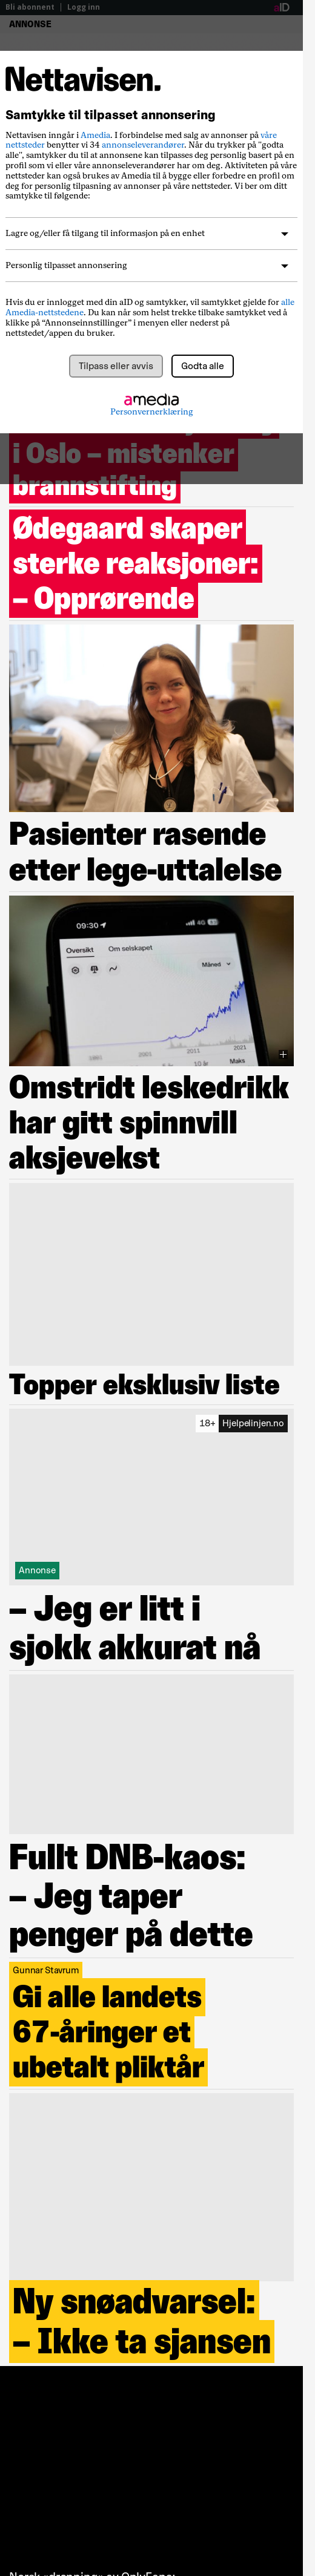 Bli abonnent | Logg inn
aID
ANNONSE
Nettavisen.
Samtykke til tilpasset annonsering
Nettavisen inngår i Amedia. I forbindelse med salg av annonser på våre
nettsteder benytter vi 34 annonseleverandører. Når du trykker på "godta
alle", samtykker du til at annonsene kan tilpasses deg personlig basert på en
profil som vi eller våre annonseleverandører har om deg. Aktiviteten på våre
nettsteder kan også brukes av Amedia til å bygge eller forbedre en profil om
deg for personlig tilpasning av annonser på våre nettsteder. Vi ber om ditt
samtykke til følgende:
Lagre og/eller få tilgang til informasjon på en enhet
Personlig tilpasset annonsering
Hvis du er innlogget med din aID og samtykker, vil samtykket gjelde for alle
Amedia-nettstedene. Du kan når som helst trekke tilbake samtykket ved å
klikke på “Annonseinnstillinger” i menyen eller nederst på
nettstedet/appen du bruker.
Tilpass eller avvis
Godta alle
amedia
Personvernerklæring
i Oslo – mistenker
brannstifting
Ødegaard skaper
sterke reaksjoner:
– Opprørende
Pasienter rasende
etter lege-uttalelse
09:30
4G
Oversikt Om selskapet
Måned
1981
2001
2011
2021
10 år Maks
Omstridt leskedrikk
har gitt spinnvill
aksjevekst
Topper eksklusiv liste
18+ Hjelpelinjen.no
Annonse
– Jeg er litt i
sjokk akkurat nå
Fullt DNB-kaos:
– Jeg taper
penger på dette
Gunnar Stavrum
Gi alle landets
67-åringer et
ubetalt pliktår
Ny snøadvarsel:
– Ikke ta sjansen